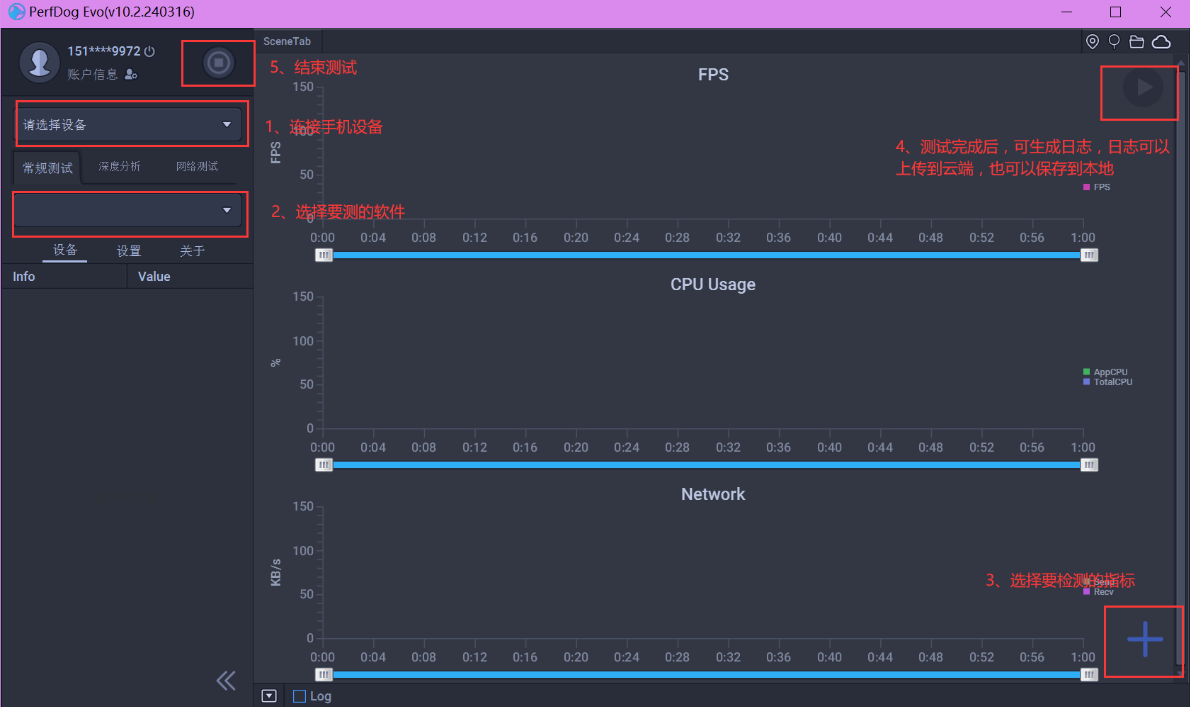 PerfDog Evo(v10.2.240316)
151****9972
账户信息
请选择设备
常规测试 深度分析 网络测试
设备 设置 关于
Info Value
SceneTab
5、结束测试
1、连接手机设备
2、选择要测的软件
4、测试完成后，可生成日志，日志可以
上传到云端，也可以保存到本地
FPS
150
100
50
0
FPS
FPS
0:00 0:04 0:08 0:12 0:16 0:20 0:24 0:28 0:32 0:36 0:40 0:44 0:48 0:52 0:56 1:00
CPU Usage
150
100
50
0
%
AppCPU
TotalCPU
0:00 0:04 0:08 0:12 0:16 0:20 0:24 0:28 0:32 0:36 0:40 0:44 0:48 0:52 0:56 1:00
Network
150
100
50
0
KB/s
3、选择要检测的指标
Send
Recv
0:00 0:04 0:08 0:12 0:16 0:20 0:24 0:28 0:32 0:36 0:40 0:44 0:48 0:52 0:56 1:00
Log